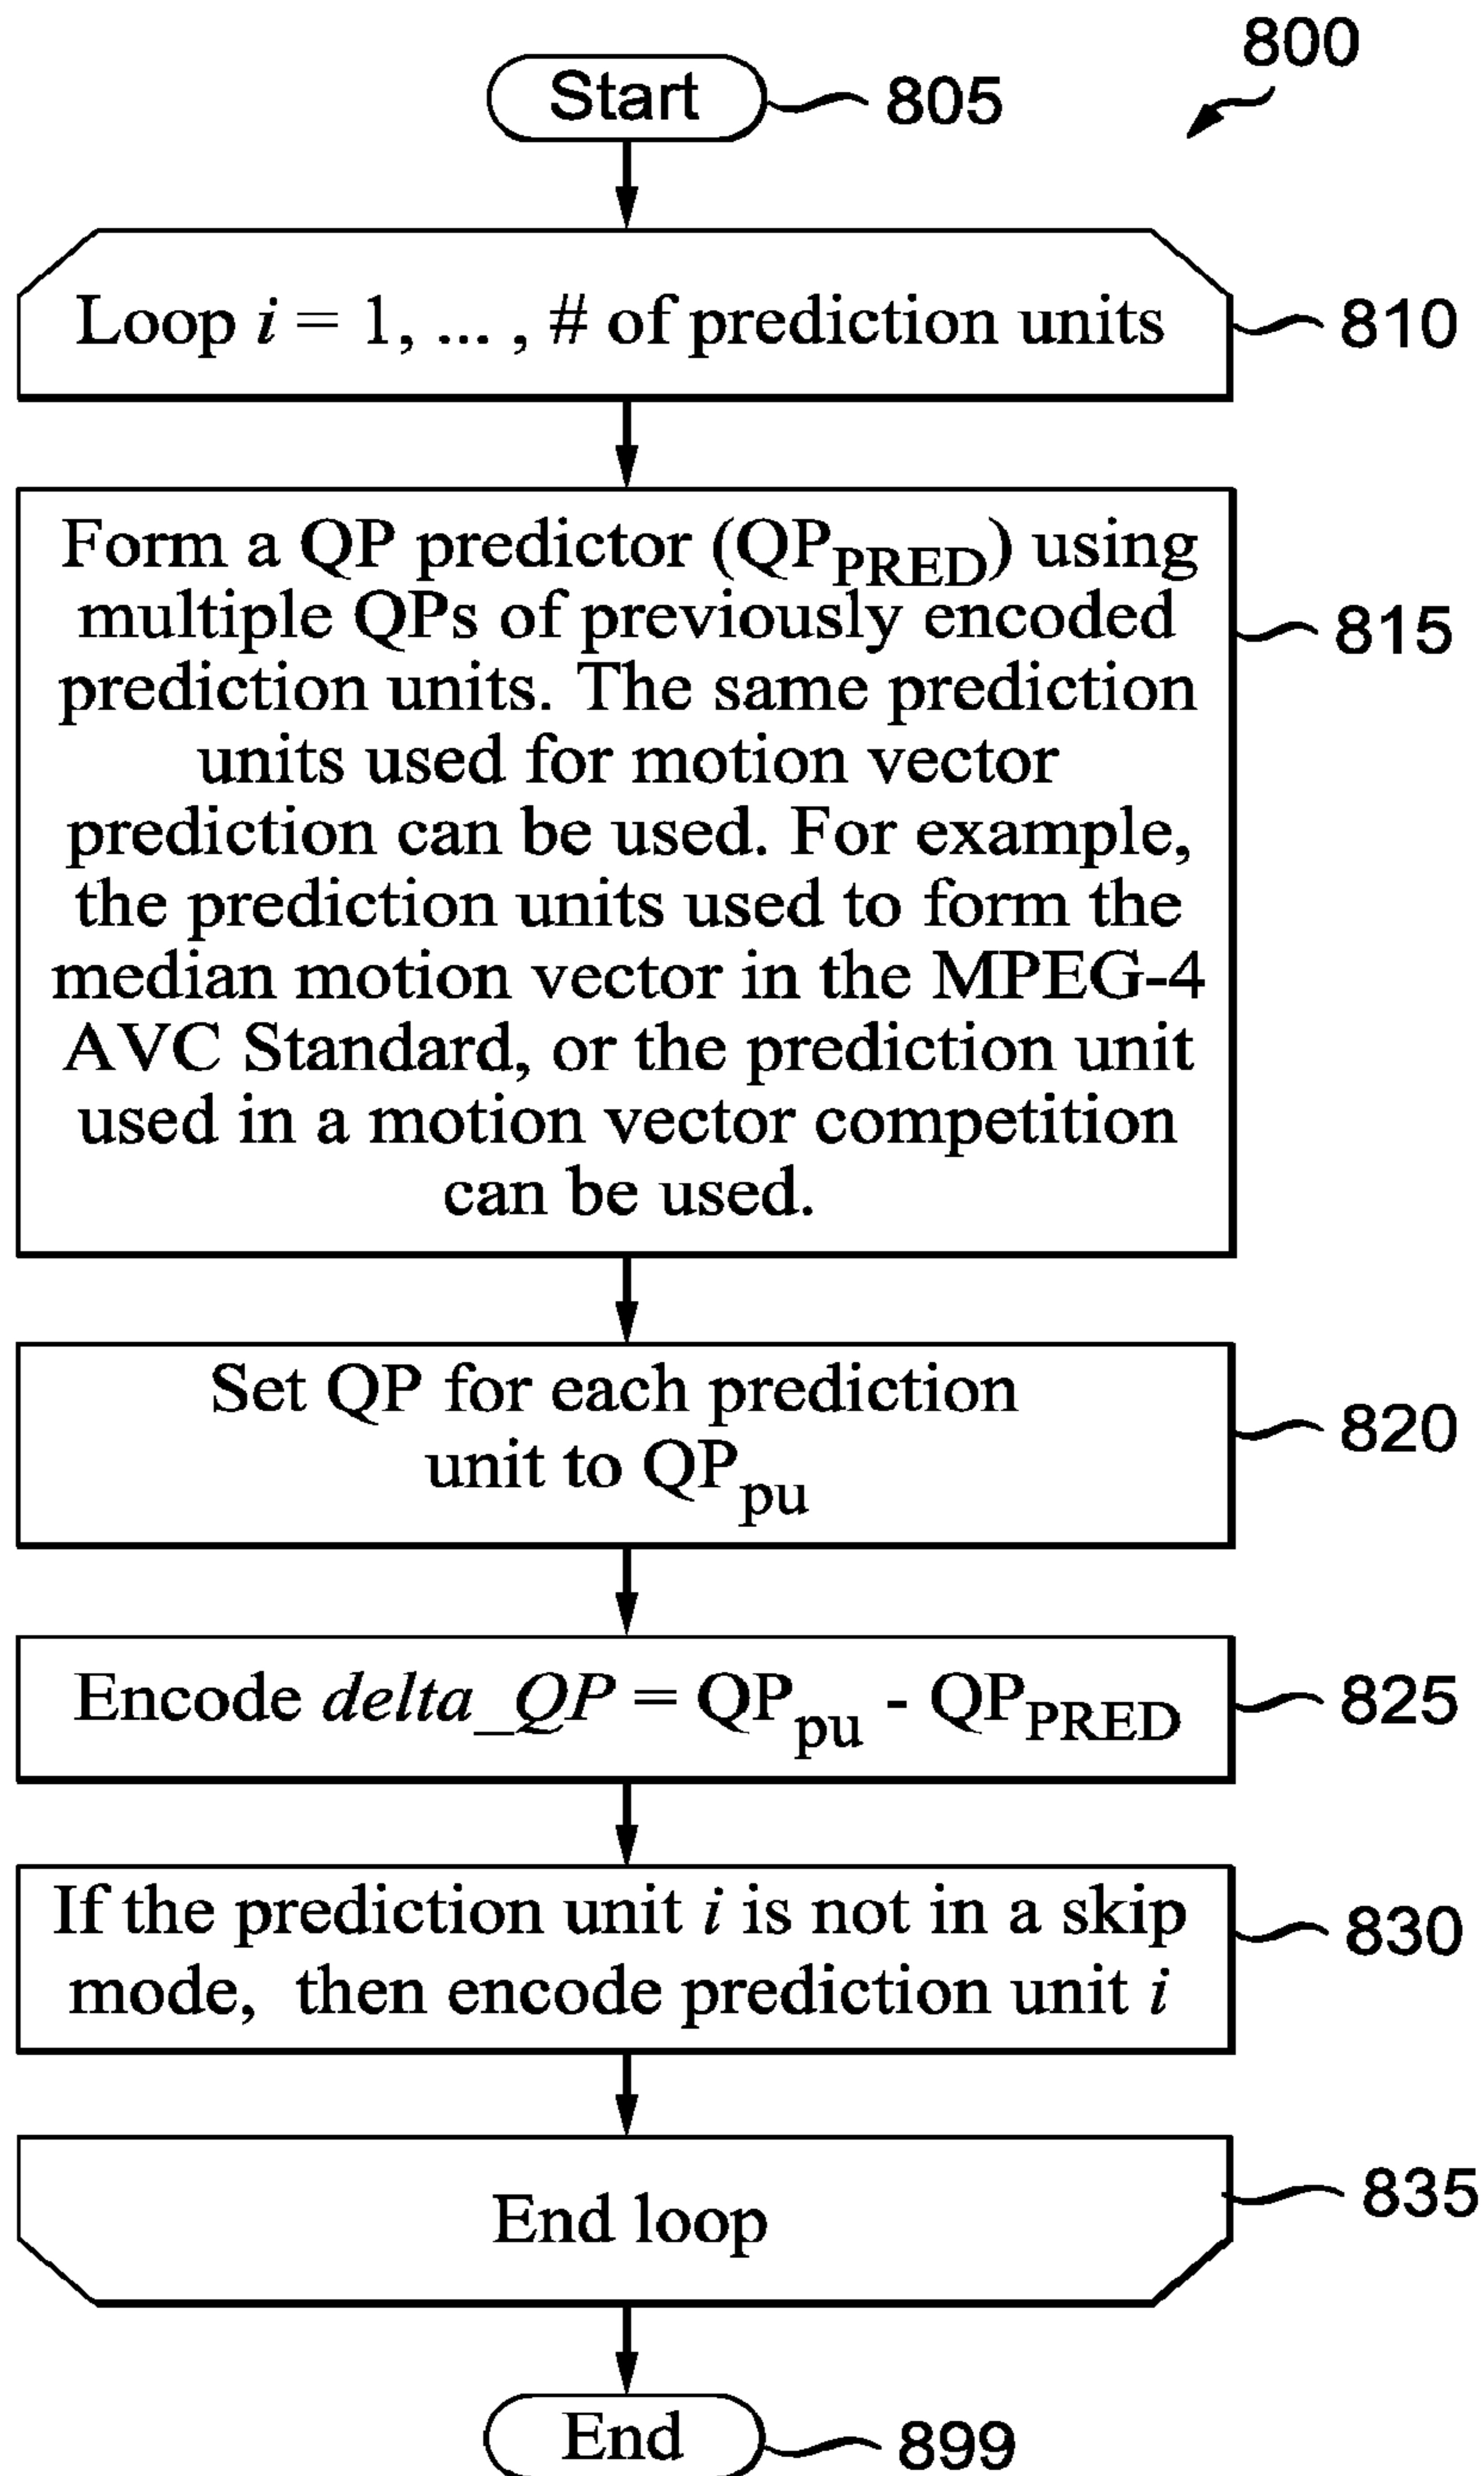 800
Start
805
Loop i = 1, ... , # of prediction units
810
Form a QP predictor (QPPRED) using
multiple QPs of previously encoded
prediction units. The same prediction
units used for motion vector
prediction can be used. For example,
the prediction units used to form the
median motion vector in the MPEG-4
AVC Standard, or the prediction unit
used in a motion vector competition
can be used.
815
Set QP for each prediction
unit to QPpu
820
Encode delta_QP = QPpu - QPPRED
825
If the prediction unit i is not in a skip
mode, then encode prediction unit i
830
End loop
835
End
899